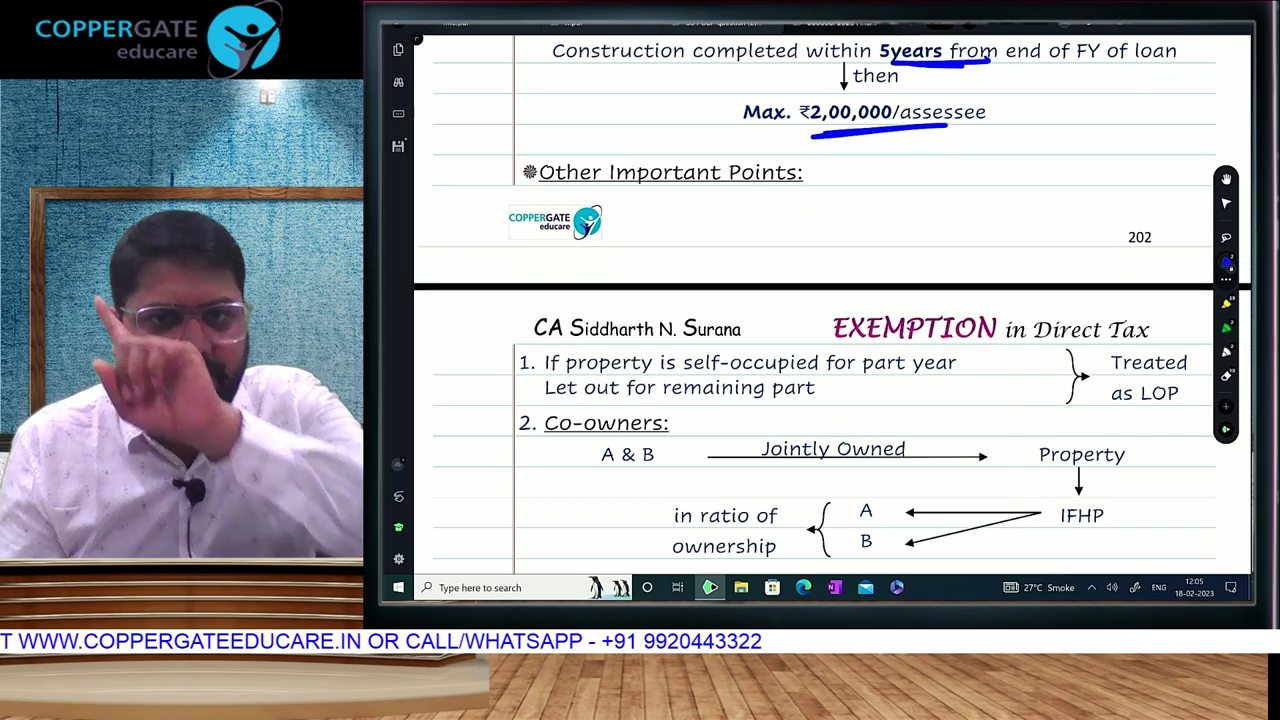 COPPERGATE
educare
Construction completed within 5years from end of FY of loan
then
Max. ₹2,00,000/assessee
Other Important Points:
COPPERGATE
educare
202
CA Siddharth N. Surana
EXEMPTION in Direct Tax
1. If property is self-occupied for part year
Let out for remaining part
Treated
as LOP
2. Co-owners:
A & B
Jointly Owned
Property
in ratio of
ownership
A
B
IFHP
Type here to search
27°C Smoke
ENG
12:05
18-02-2023
T WWW.COPPERGATEEDUCARE.IN OR CALL/WHATSAPP - +91 9920443322